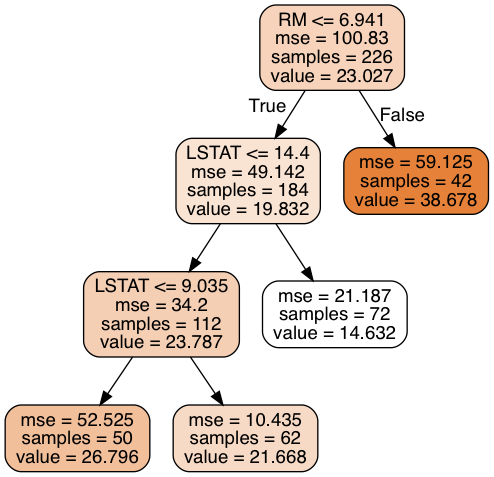 RM <= 6.941
mse = 100.83
samples = 226
value = 23.027
True
False
LSTAT <= 14.4
mse = 49.142
samples = 184
value = 19.832
mse = 59.125
samples = 42
value = 38.678
LSTAT <= 9.035
mse = 34.2
samples = 112
value = 23.787
mse = 21.187
samples = 72
value = 14.632
mse = 52.525
samples = 50
value = 26.796
mse = 10.435
samples = 62
value = 21.668